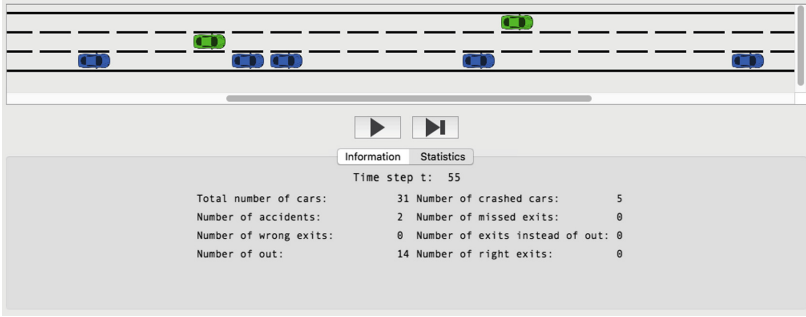 Information Statistics
Time step t: 55
Total number of cars: 31 Number of crashed cars: 5
Number of accidents: 2 Number of missed exits: 0
Number of wrong exits: 0 Number of exits instead of out: 0
Number of out: 14 Number of right exits: 0